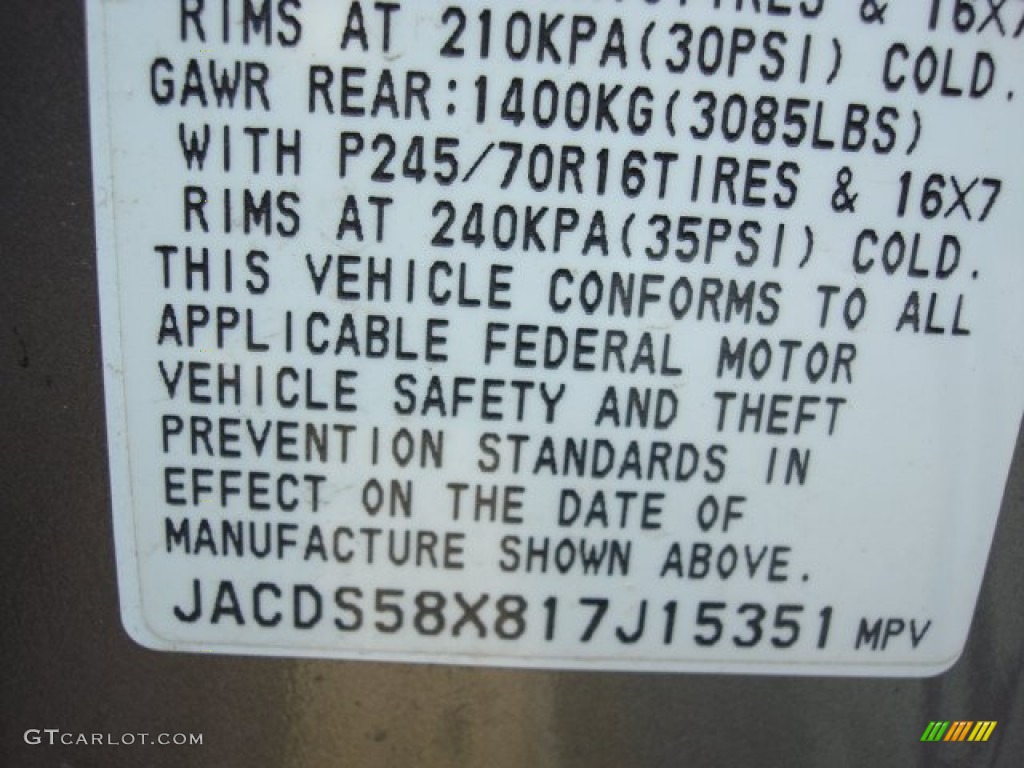 TIRES & 16X7
RIMS AT 210KPA(30PSI) COLD.
GAWR REAR:1400KG(3085LBS)
WITH P245/70R16TIRES & 16X7
RIMS AT 240KPA(35PSI) COLD.
THIS VEHICLE CONFORMS TO ALL
APPLICABLE FEDERAL MOTOR
VEHICLE SAFETY AND THEFT
PREVENTION STANDARDS IN
EFFECT ON THE DATE OF
MANUFACTURE SHOWN ABOVE.
JACDS58X817J15351 MPV
GTCARLOT.COM